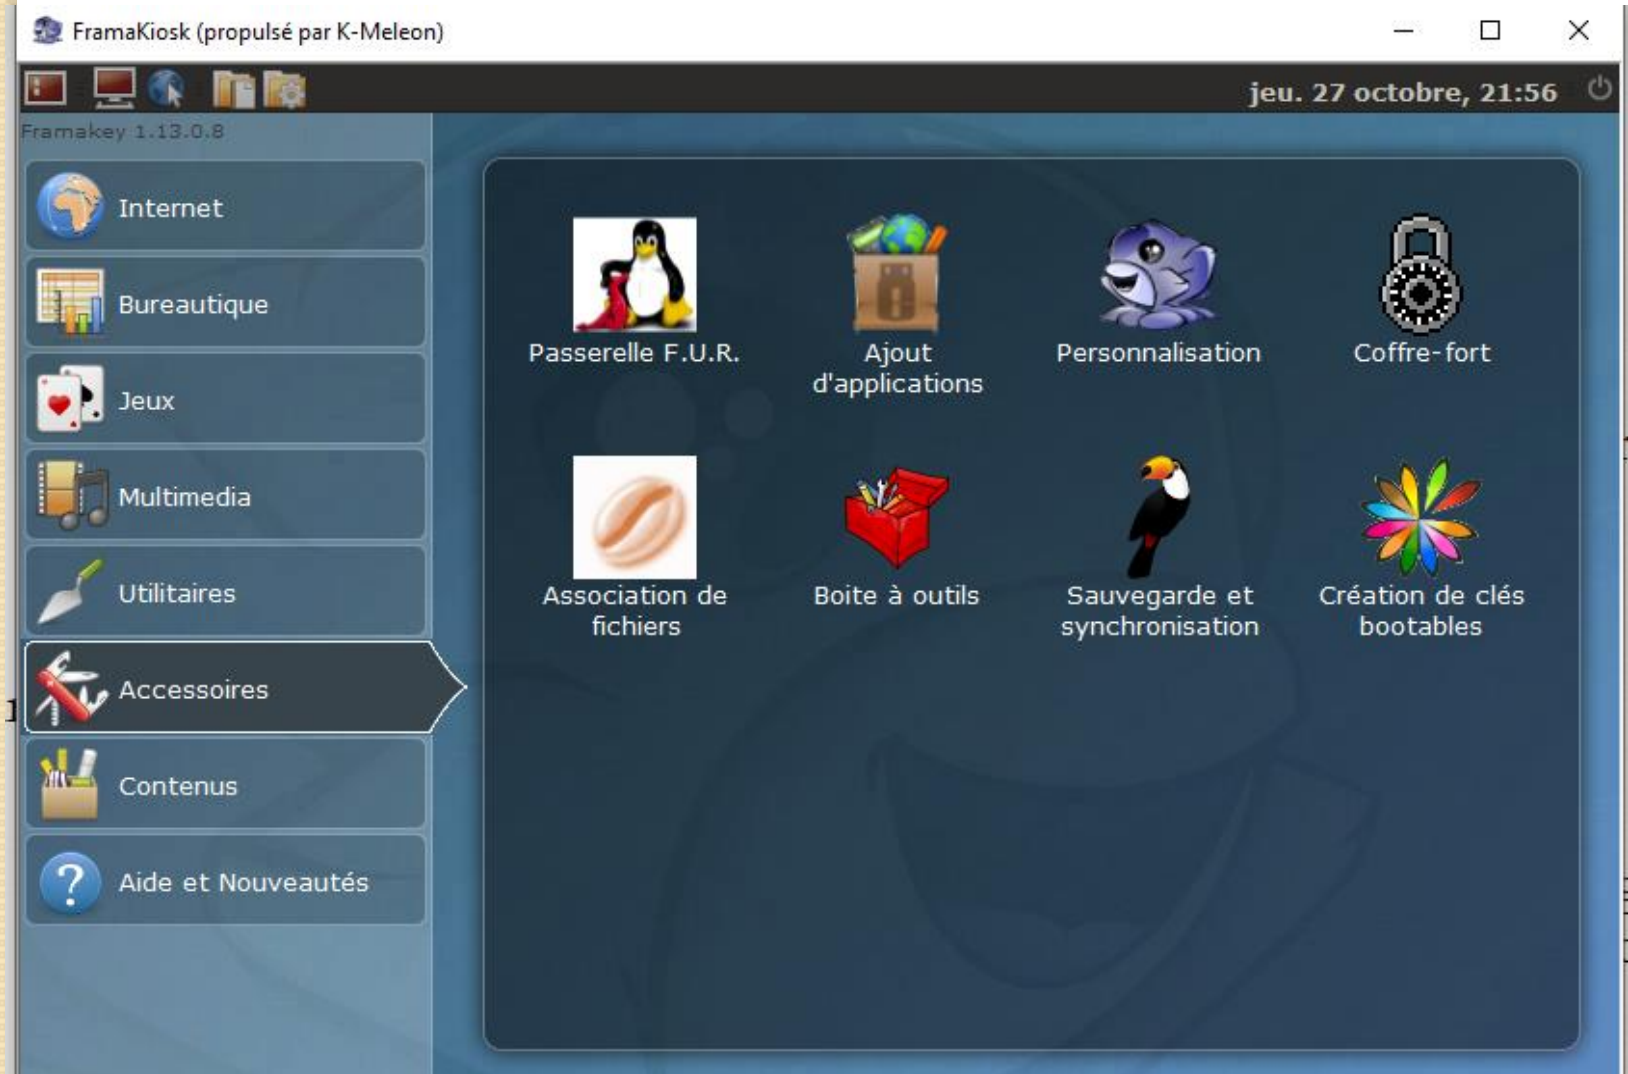 FramaKiosk (propulsé par K-Meleon)
jeu. 27 octobre, 21:56
Framakey 1.13.0.8
Internet
Bureautique
Jeux
Multimedia
Utilitaires
Accessoires
Contenus
Aide et Nouveautés
Passerelle F.U.R.
Ajout
d'applications
Personnalisation
Coffre-fort
Association de
fichiers
Boite à outils
Sauvegarde et
synchronisation
Création de clés
bootables